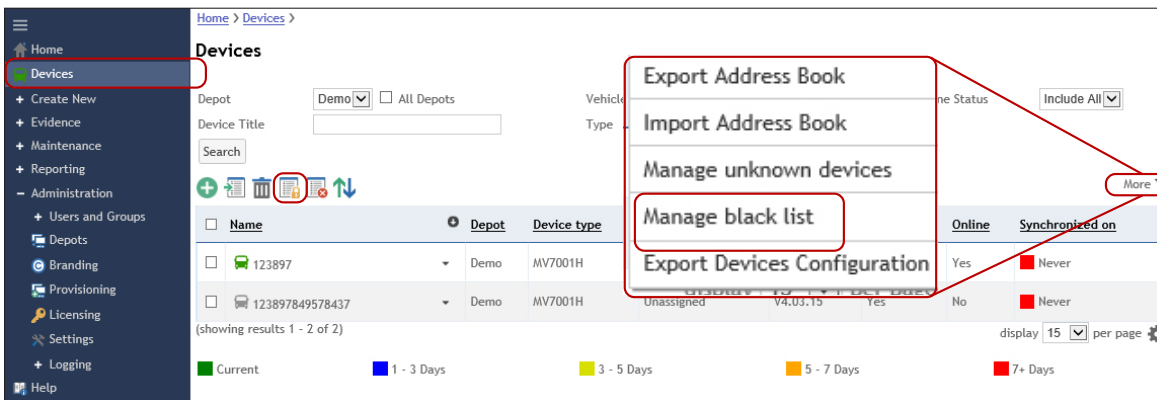 Home > Devices >
Home
Devices
+ Create New
+ Evidence
+ Maintenance
+ Reporting
− Administration
+ Users and Groups
Depots
Branding
Provisioning
Licensing
Settings
+ Logging
Help
Devices
Depot Demo All Depots Vehicle ne Status Include All
Device Title Type
Search
Export Address Book
Import Address Book
Manage unknown devices
Manage black list
Export Devices Configuration
More
Name Depot Device type Online Synchronized on
123897 Demo MV7001H Yes Never
123897849578437 Demo MV7001H Unassigned V4.03.15 Yes No Never
(showing results 1 - 2 of 2) display 15 per page
Current 1 - 3 Days 3 - 5 Days 5 - 7 Days 7+ Days